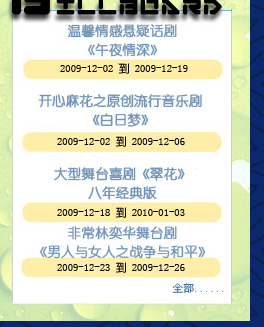 BILLBOARD
温馨情感悬疑话剧
《午夜情深》
2009-12-02 到 2009-12-19
开心麻花之原创流行音乐剧
《白日梦》
2009-12-02 到 2009-12-06
大型舞台喜剧《翠花》
八年经典版
2009-12-18 到 2010-01-03
非常林奕华舞台剧
《男人与女人之战争与和平》
2009-12-23 到 2009-12-26
全部......